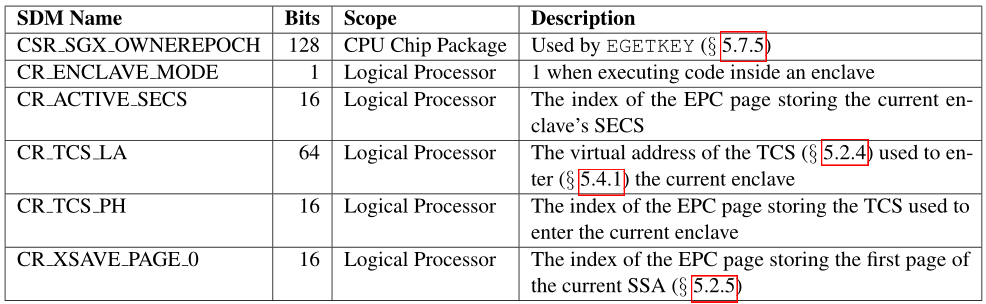 SDM Name Bits Scope Description
CSR_SGX_OWNEREPOCH 128 CPU Chip Package Used by EGETKEY (§ 5.7.5)
CR_ENCLAVE_MODE 1 Logical Processor 1 when executing code inside an enclave
CR_ACTIVE_SECS 16 Logical Processor The index of the EPC page storing the current en-
clave's SECS
CR_TCS_LA 64 Logical Processor The virtual address of the TCS (§ 5.2.4) used to en-
ter (§ 5.4.1) the current enclave
CR_TCS_PH 16 Logical Processor The index of the EPC page storing the TCS used to
enter the current enclave
CR_XSAVE_PAGE_0 16 Logical Processor The index of the EPC page storing the first page of
the current SSA (§ 5.2.5)